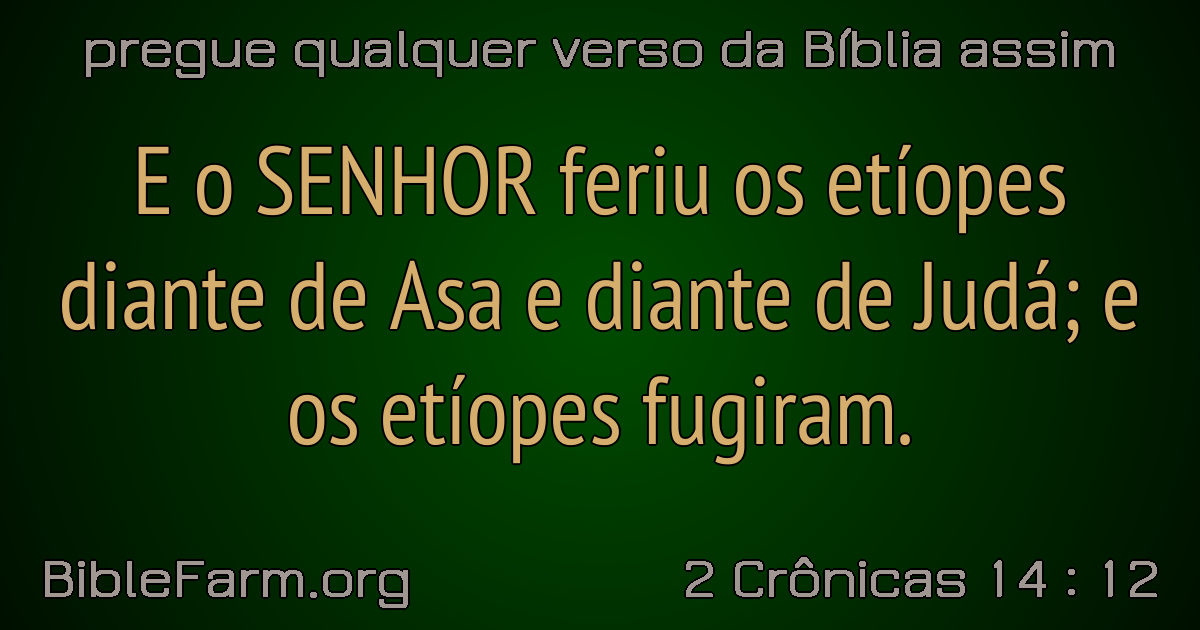 pregue qualquer verso da Bíblia assim
E o SENHOR feriu os etíopes
diante de Asa e diante de Judá; e
os etíopes fugiram.
BibleFarm.org
2 Crônicas 14 : 12